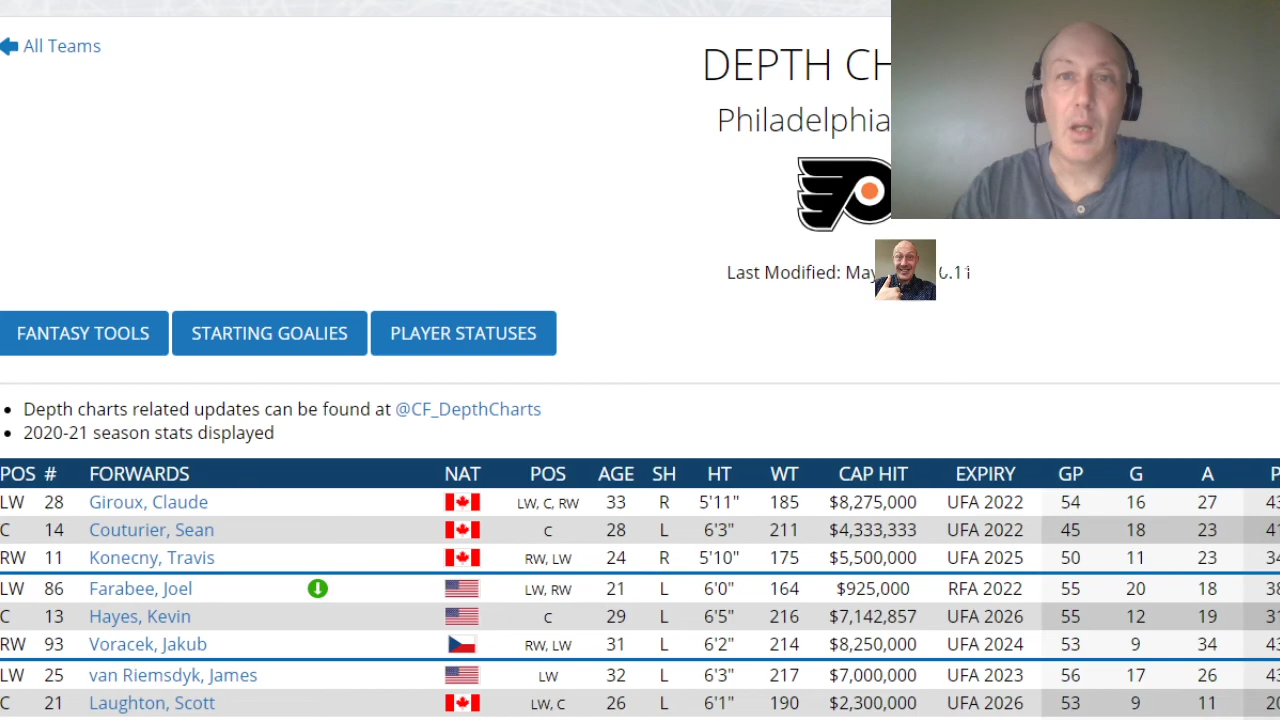 All Teams
DEPTH CH
Philadelphia
Last Modified: May 0.11
FANTASY TOOLS STARTING GOALIES PLAYER STATUSES
• Depth charts related updates can be found at @CF_DepthCharts
• 2020-21 season stats displayed
POS # FORWARDS NAT POS AGE SH HT WT CAP HIT EXPIRY GP G A P
LW 28 Giroux, Claude LW, C, RW 33 R 5'11" 185 $8,275,000 UFA 2022 54 16 27 43
C 14 Couturier, Sean C 28 L 6'3" 211 $4,333,333 UFA 2022 45 18 23 41
RW 11 Konecny, Travis RW, LW 24 R 5'10" 175 $5,500,000 UFA 2025 50 11 23 34
LW 86 Farabee, Joel LW, RW 21 L 6'0" 164 $925,000 RFA 2022 55 20 18 38
C 13 Hayes, Kevin C 29 L 6'5" 216 $7,142,857 UFA 2026 55 12 19 31
RW 93 Voracek, Jakub RW, LW 31 L 6'2" 214 $8,250,000 UFA 2024 53 9 34 43
LW 25 van Riemsdyk, James LW 32 L 6'3" 217 $7,000,000 UFA 2023 56 17 26 43
C 21 Laughton, Scott LW, C 26 L 6'1" 190 $2,300,000 UFA 2026 53 9 11 20